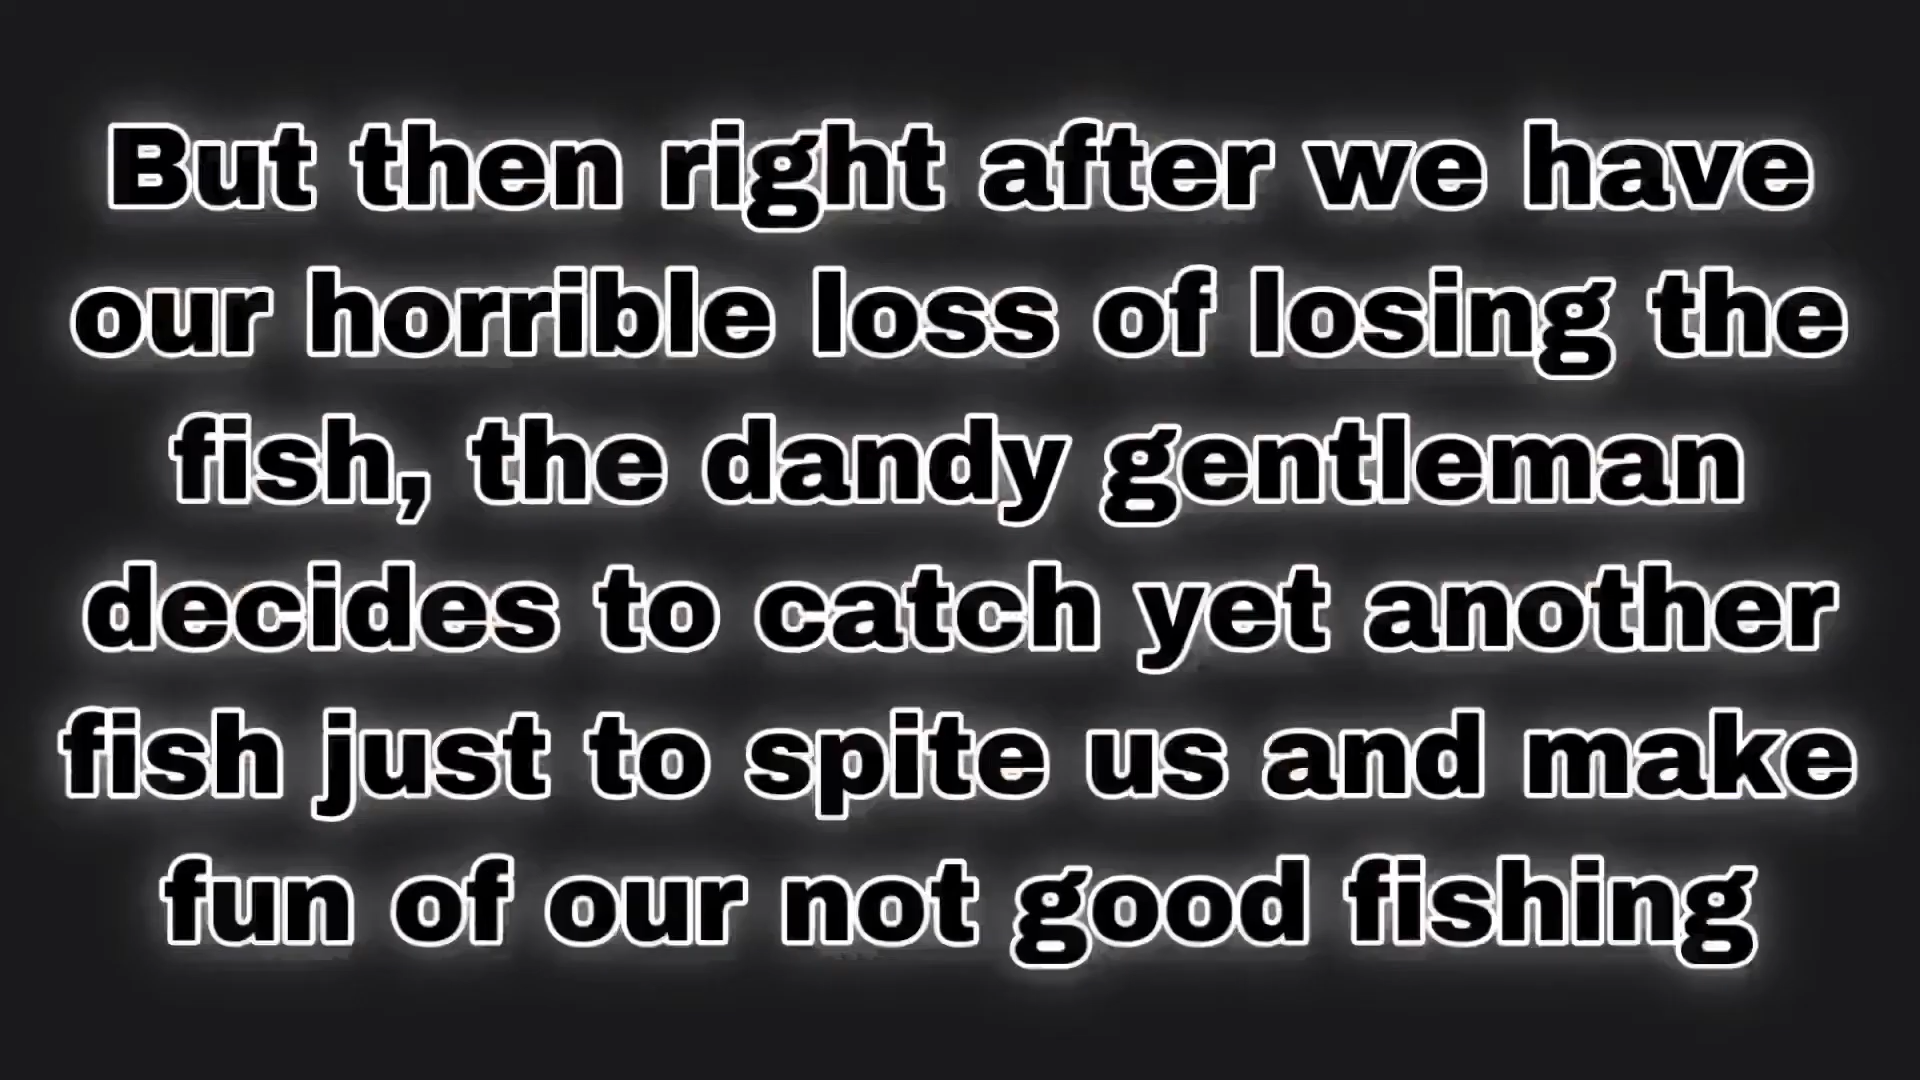 But then right after we have
our horrible loss of losing the
fish, the dandy gentleman
decides to catch yet another
fish just to spite us and make
fun of our not good fishing